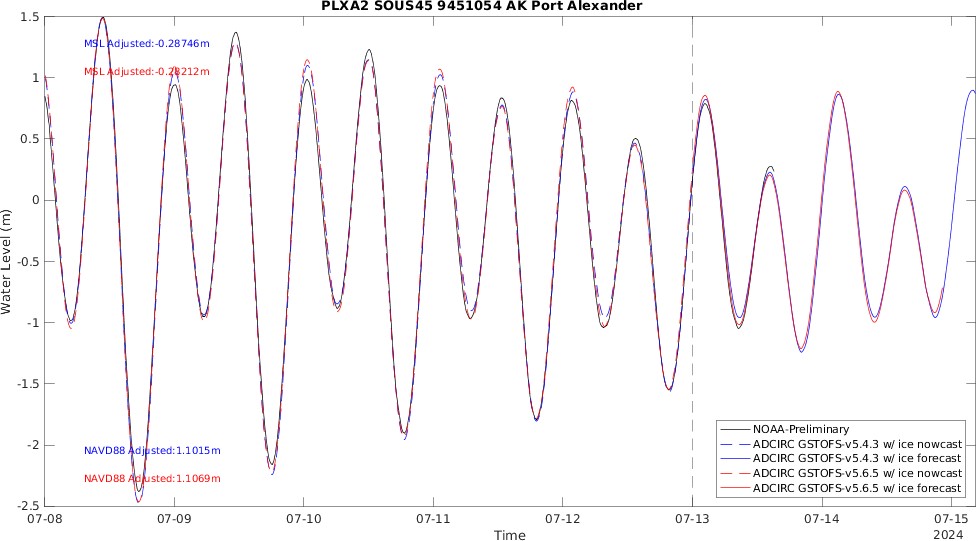 PLXA2 SOUS45 9451054 AK Port Alexander
1.5
1
0.5
0
-0.5
-1
-1.5
-2
-2.5
Water Level (m)
MSL Adjusted:-0.28746m
MSL Adjusted:-0.28212m
NAVD88 Adjusted:1.1015m
NAVD88 Adjusted:1.1069m
NOAA-Preliminary
ADCIRC GSTOFS-v5.4.3 w/ ice nowcast
ADCIRC GSTOFS-v5.4.3 w/ ice forecast
ADCIRC GSTOFS-v5.6.5 w/ ice nowcast
ADCIRC GSTOFS-v5.6.5 w/ ice forecast
07-08 07-09 07-10 07-11 07-12 07-13 07-14 07-15
Time
2024